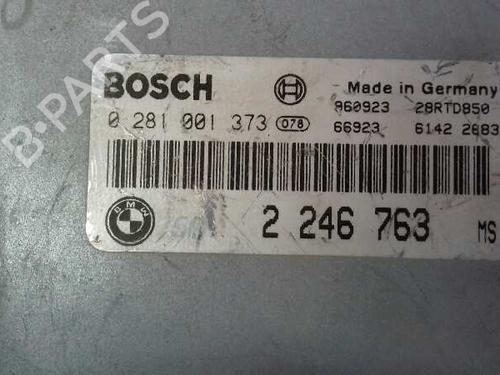 B-PARTS
BOSCH
Made in Germany
0 281 001 373 078
960923 28RTD850
66923 6142 2883
BMW
2 246 763 MS